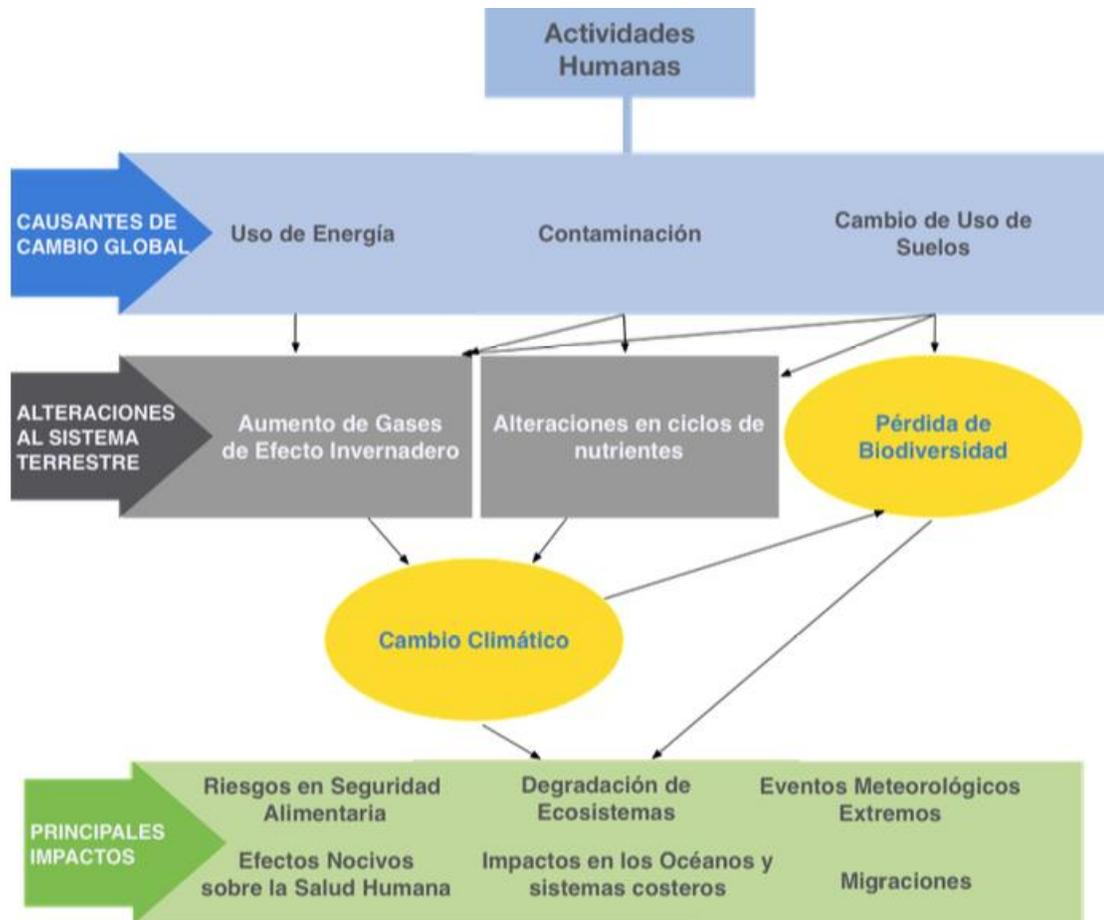 Actividades
Humanas
CAUSANTES DE
CAMBIO GLOBAL
Uso de Energía
Contaminación
Cambio de Uso de
Suelos
ALTERACIONES
AL SISTEMA
TERRESTRE
Aumento de Gases
de Efecto Invernadero
Alteraciones en ciclos de
nutrientes
Pérdida de
Biodiversidad
Cambio Climático
PRINCIPALES
IMPACTOS
Riesgos en Seguridad
Alimentaria
Degradación de
Ecosistemas
Eventos Meteorológicos
Extremos
Efectos Nocivos
sobre la Salud Humana
Impactos en los Océanos y
sistemas costeros
Migraciones